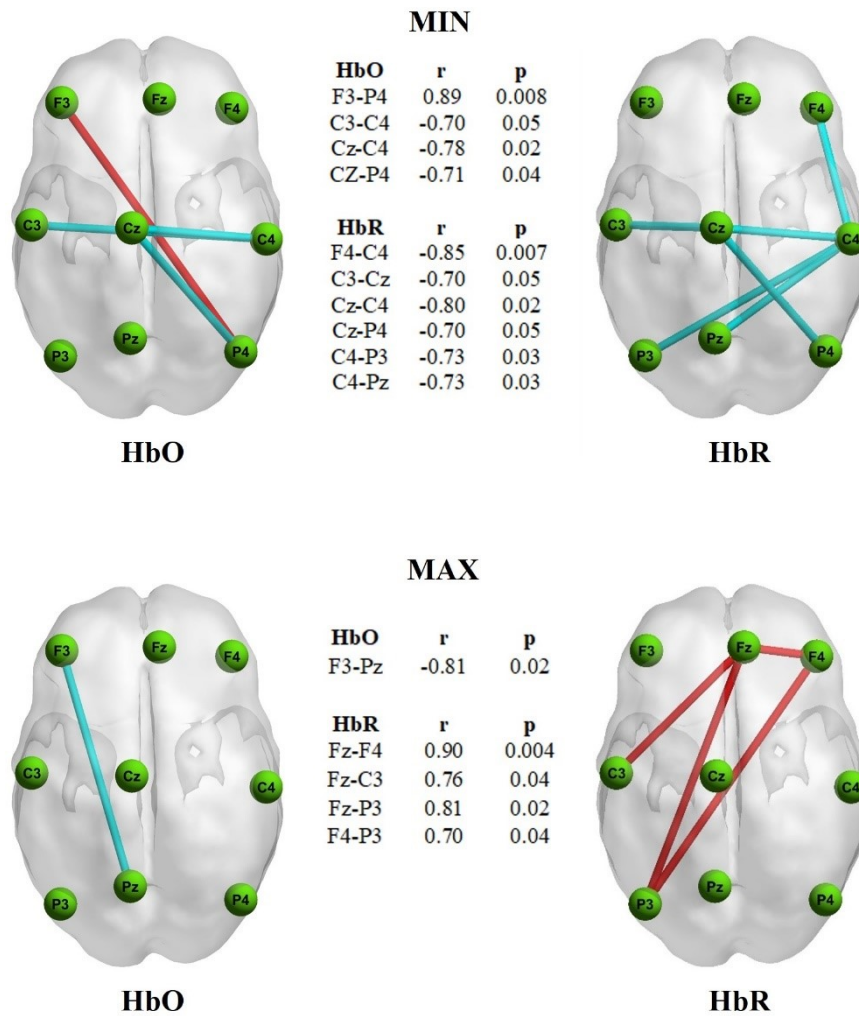 MIN
F3 Fz F4
C3 Cz C4
P3 Pz P4
HbO
HbO r p
F3-P4 0.89 0.008
C3-C4 -0.70 0.05
Cz-C4 -0.78 0.02
CZ-P4 -0.71 0.04
HbR r p
F4-C4 -0.85 0.007
C3-Cz -0.70 0.05
Cz-C4 -0.80 0.02
Cz-P4 -0.70 0.05
C4-P3 -0.73 0.03
C4-Pz -0.73 0.03
F3 Fz F4
C3 Cz C4
P3 Pz P4
HbR
MAX
F3 Fz F4
C3 Cz C4
P3 Pz P4
HbO
HbO r p
F3-Pz -0.81 0.02
HbR r p
Fz-F4 0.90 0.004
Fz-C3 0.76 0.04
Fz-P3 0.81 0.02
F4-P3 0.70 0.04
F3 Fz F4
C3 Cz C4
P3 Pz P4
HbR